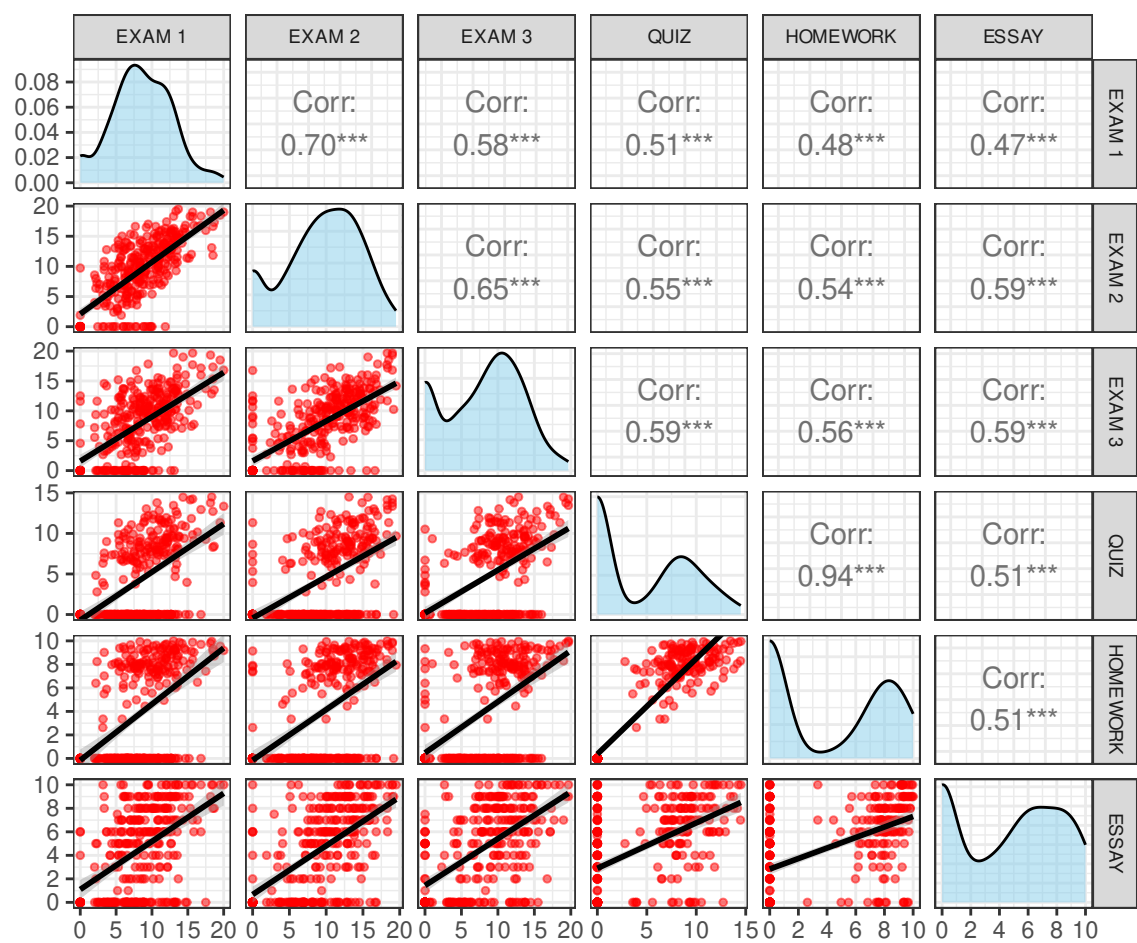 EXAM 1 EXAM 2 EXAM 3 QUIZ HOMEWORK ESSAY
0.08
0.06
0.04
0.02
0.00
Corr: Corr: Corr: Corr: Corr:
0.70*** 0.58*** 0.51*** 0.48*** 0.47***
EXAM 1
20
15
10
5
0
Corr: Corr: Corr: Corr:
0.65*** 0.55*** 0.54*** 0.59***
EXAM 2
20
15
10
5
0
Corr: Corr: Corr:
0.59*** 0.56*** 0.59***
EXAM 3
15
10
5
0
Corr: Corr:
0.94*** 0.51***
QUIZ
10
8
6
4
2
0
Corr:
0.51***
HOMEWORK
10
8
6
4
2
0
ESSAY
0 5 10 15 20 0 5 10 15 20 0 5 10 15 20 0 5 10 15 0 2 4 6 8 10 0 2 4 6 8 10